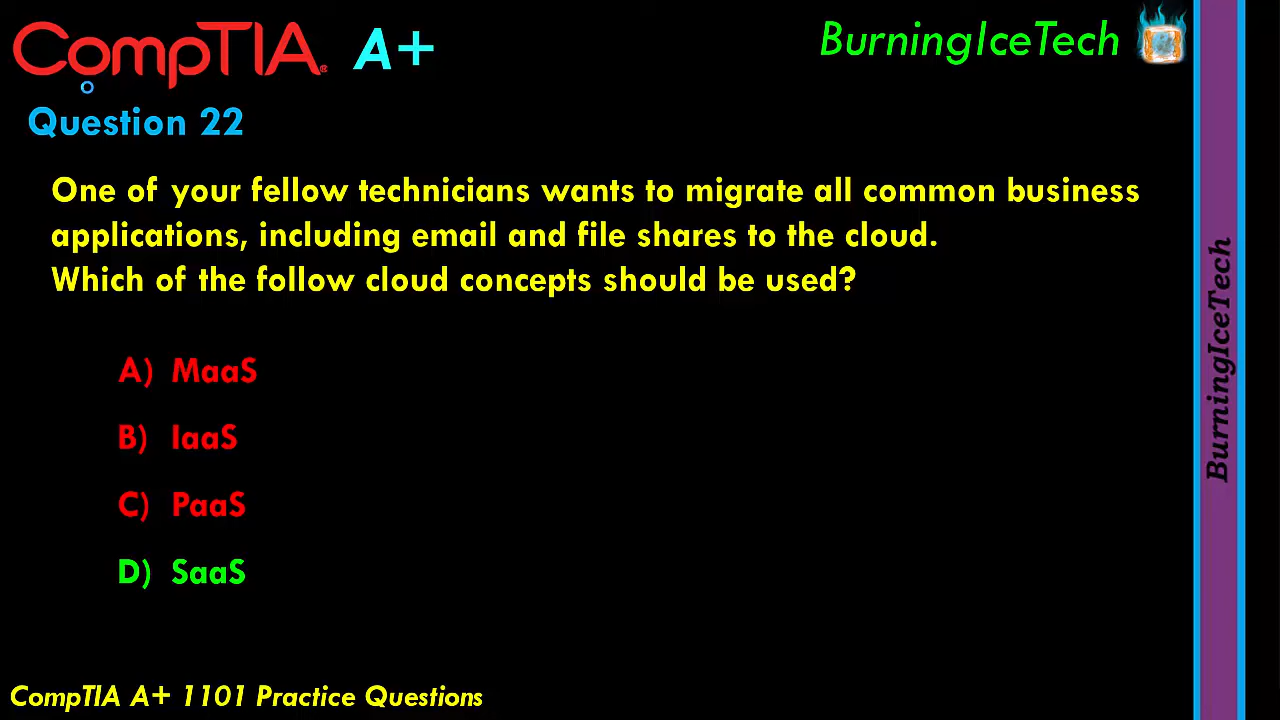 CompTIA® A+
BurningIceTech
Question 22
One of your fellow technicians wants to migrate all common business
applications, including email and file shares to the cloud.
Which of the follow cloud concepts should be used?
A) MaaS
B) IaaS
C) PaaS
D) SaaS
BurningIceTech
CompTIA A+ 1101 Practice Questions